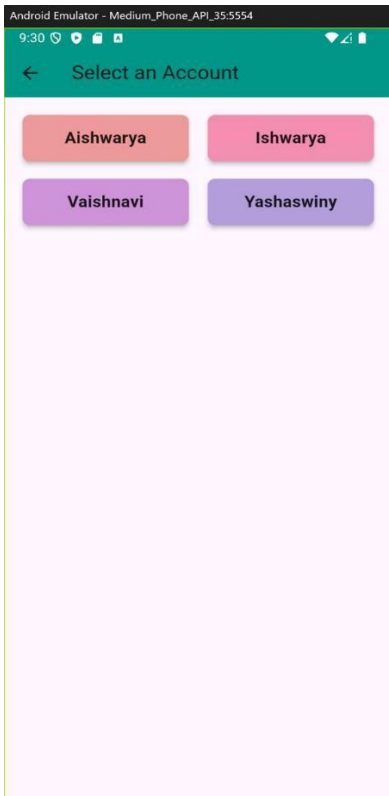 Android Emulator - Medium_Phone_API_35:5554
9:30
Select an Account
Aishwarya Ishwarya
Vaishnavi Yashaswiny